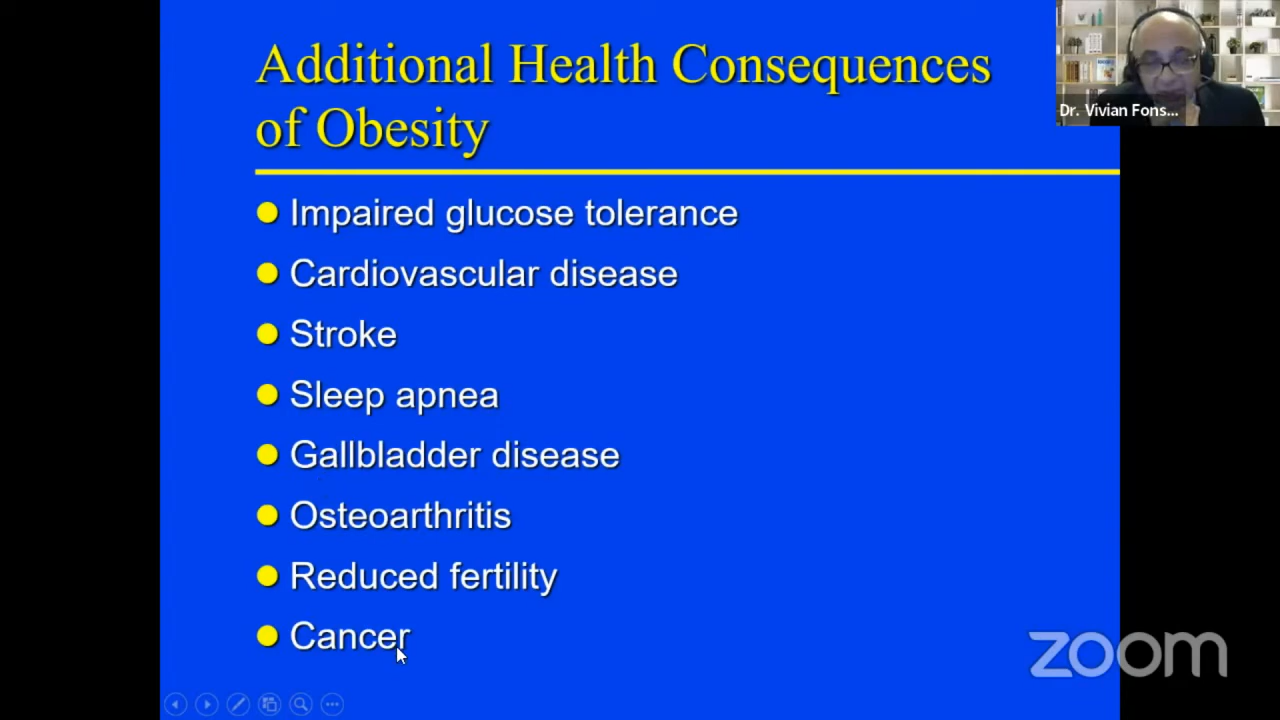 Additional Health Consequences
of Obesity
Dr. Vivian Fons...
Impaired glucose tolerance
Cardiovascular disease
Stroke
Sleep apnea
Gallbladder disease
Osteoarthritis
Reduced fertility
Cancer
zoom